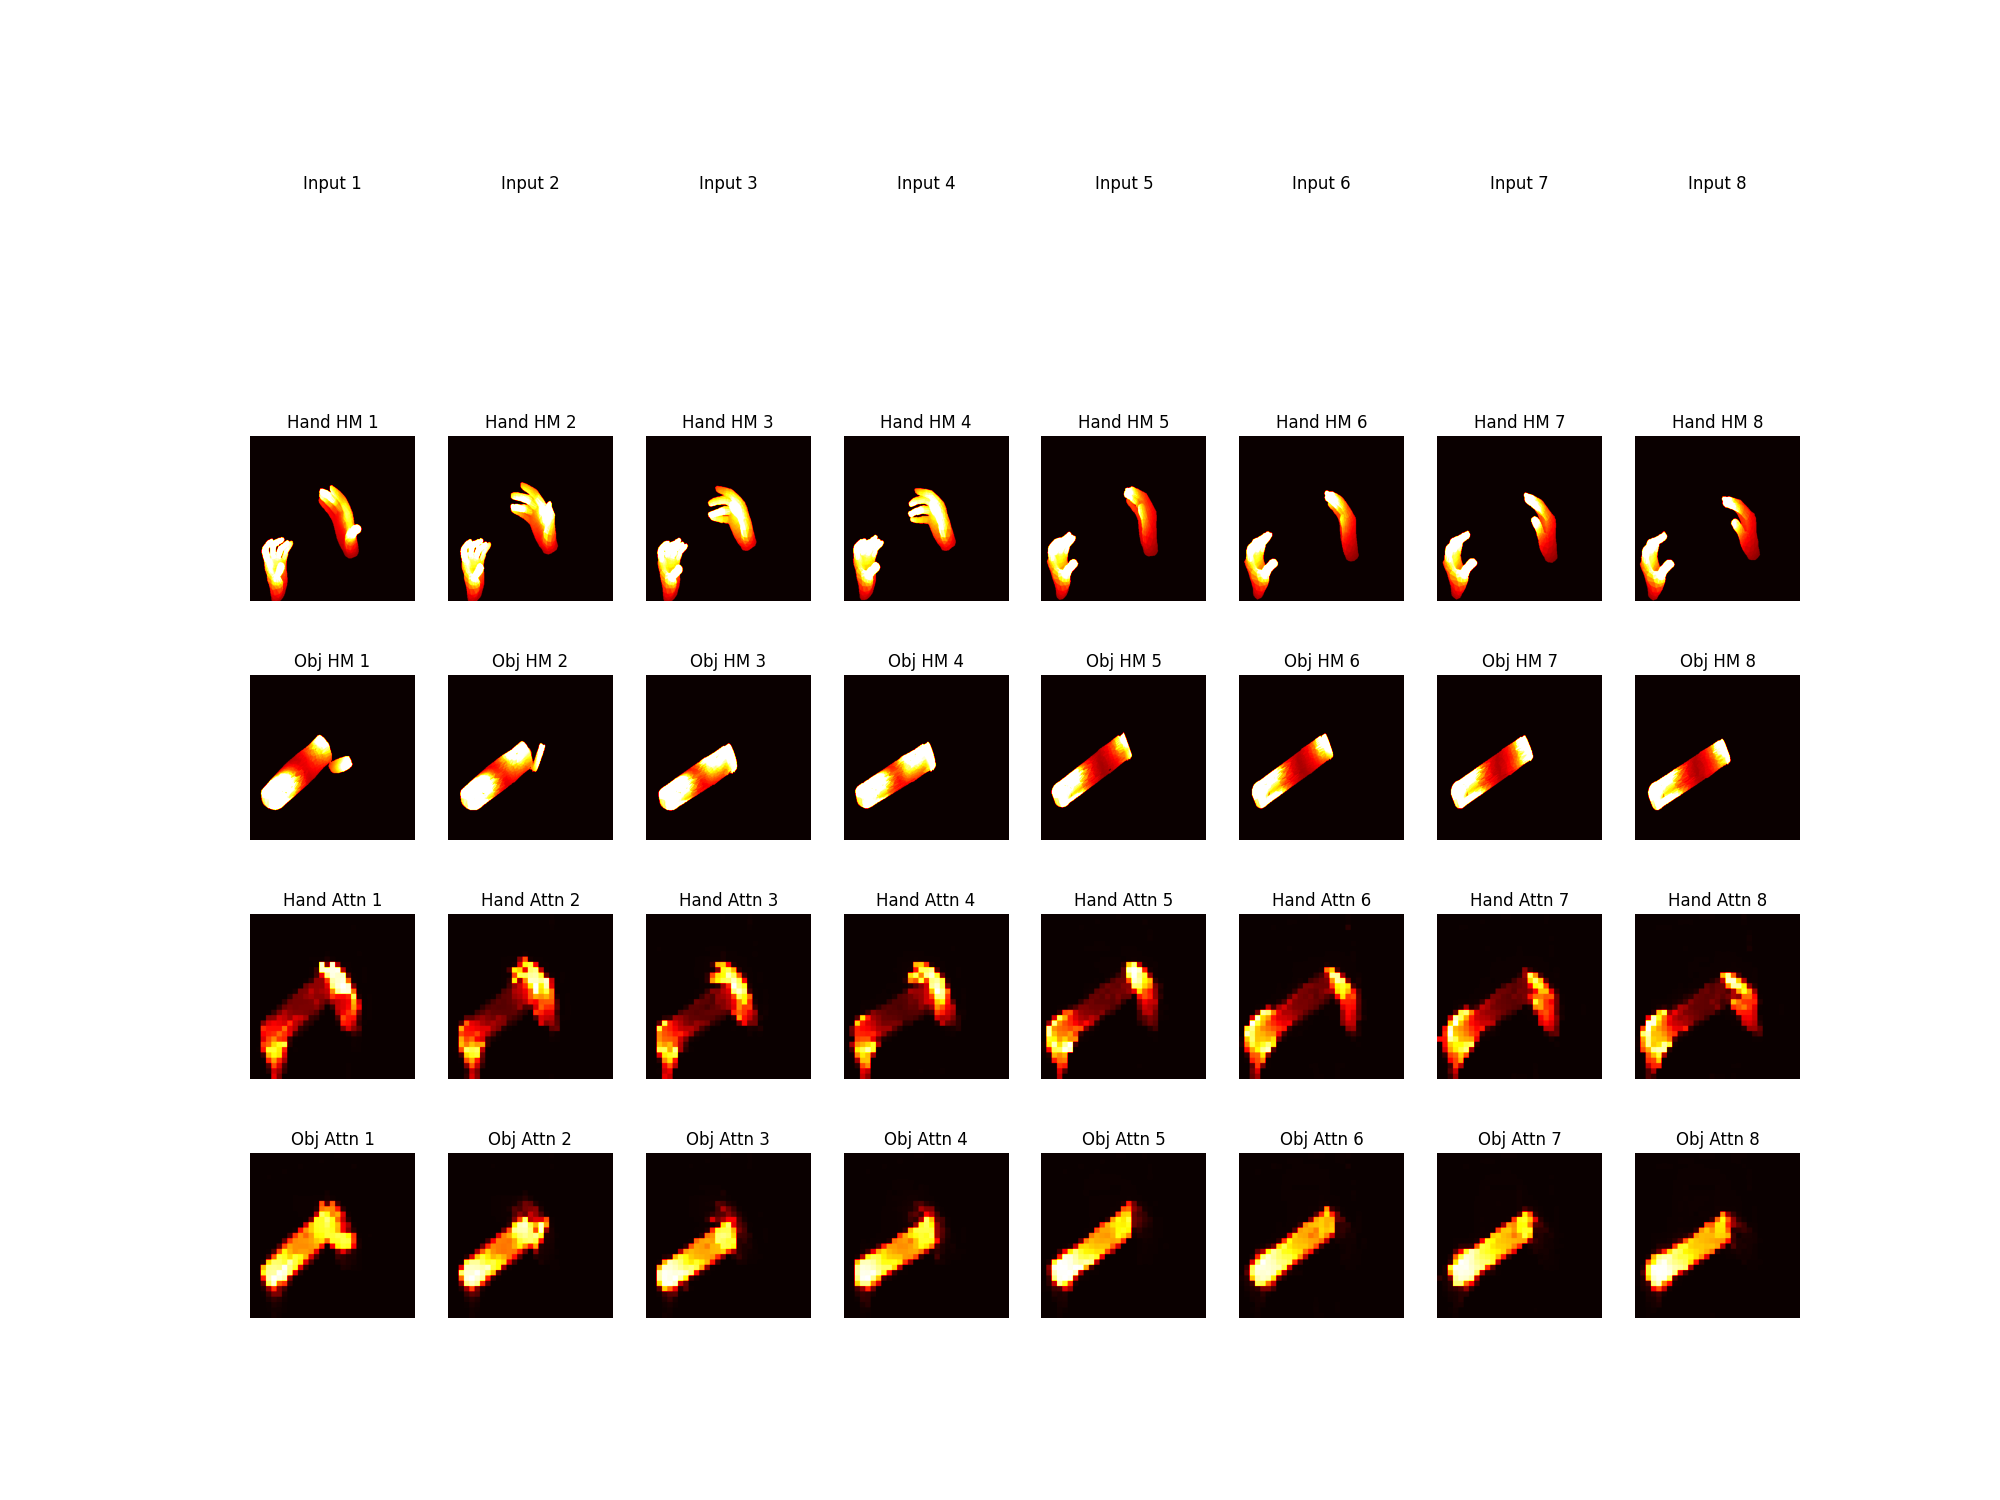 Input 1 Input 2 Input 3 Input 4 Input 5 Input 6 Input 7 Input 8
Hand HM 1 Hand HM 2 Hand HM 3 Hand HM 4 Hand HM 5 Hand HM 6 Hand HM 7 Hand HM 8
Obj HM 1 Obj HM 2 Obj HM 3 Obj HM 4 Obj HM 5 Obj HM 6 Obj HM 7 Obj HM 8
Hand Attn 1 Hand Attn 2 Hand Attn 3 Hand Attn 4 Hand Attn 5 Hand Attn 6 Hand Attn 7 Hand Attn 8
Obj Attn 1 Obj Attn 2 Obj Attn 3 Obj Attn 4 Obj Attn 5 Obj Attn 6 Obj Attn 7 Obj Attn 8